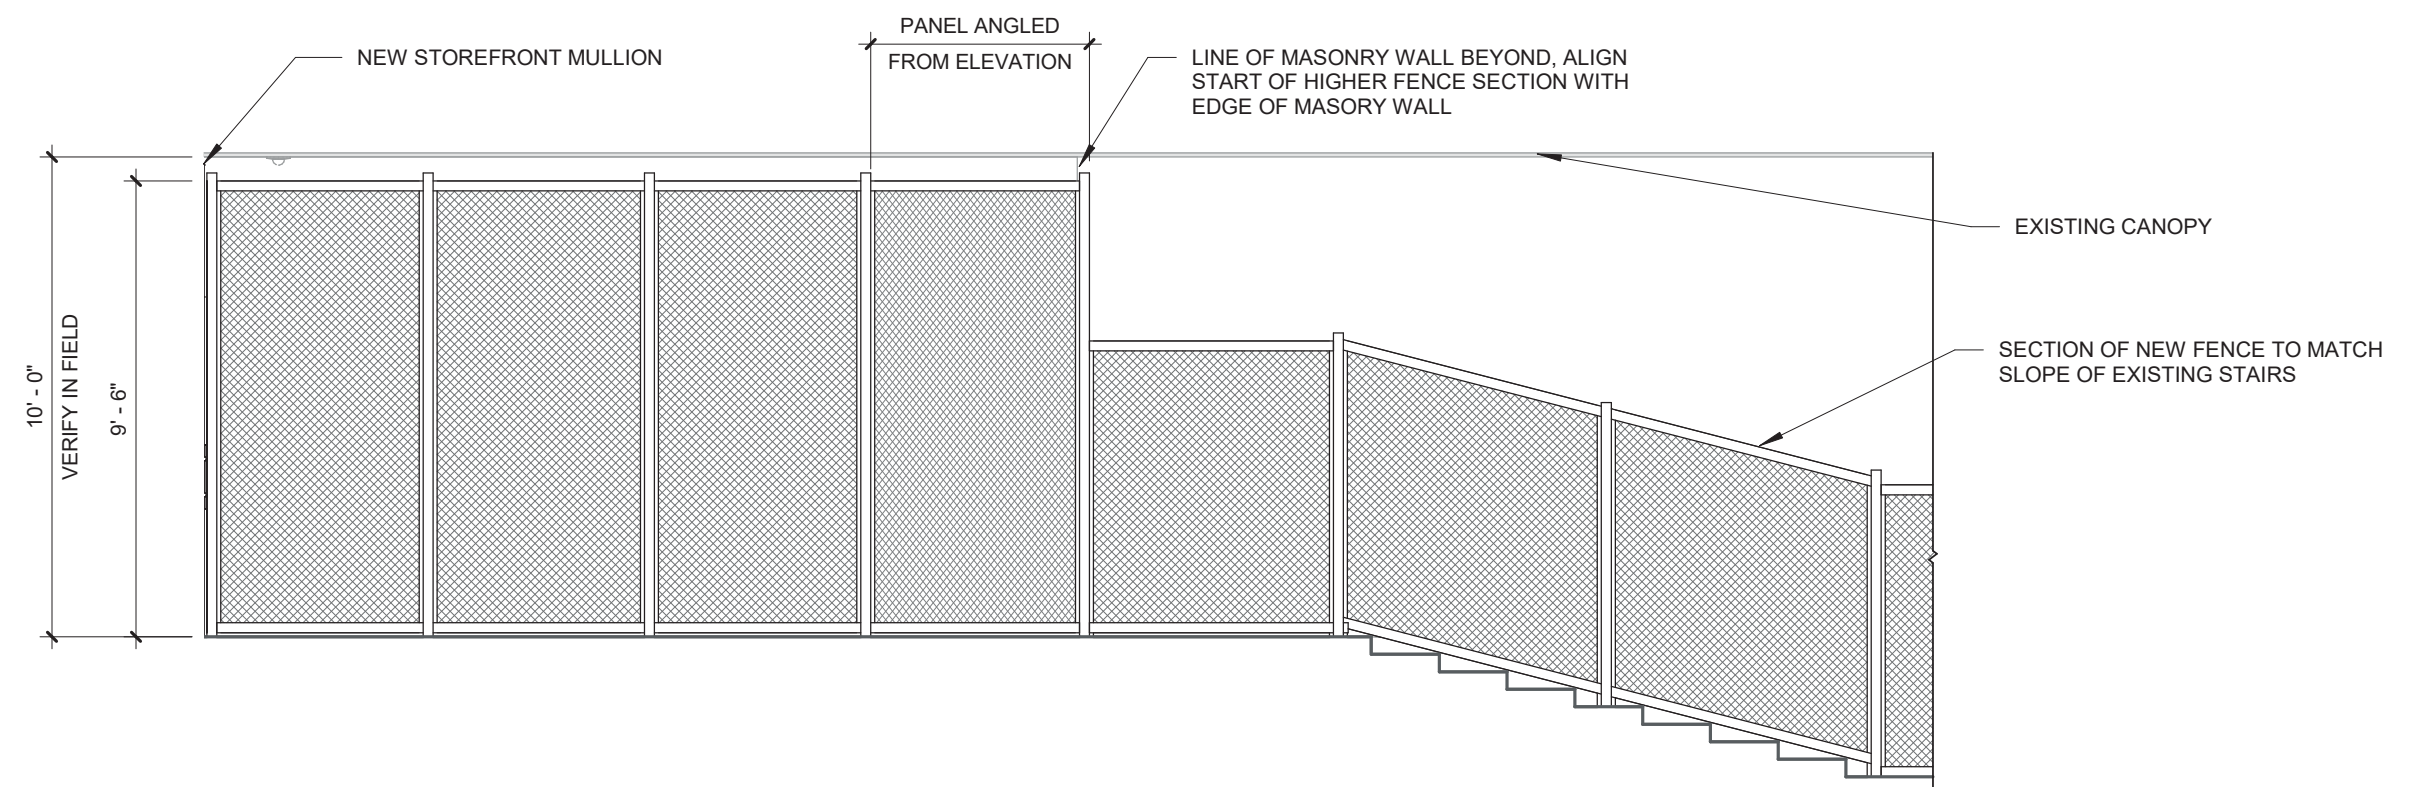 PANEL ANGLED
FROM ELEVATION
NEW STOREFRONT MULLION
LINE OF MASONRY WALL BEYOND, ALIGN
START OF HIGHER FENCE SECTION WITH
EDGE OF MASORY WALL
EXISTING CANOPY
SECTION OF NEW FENCE TO MATCH
SLOPE OF EXISTING STAIRS
10' - 0"
VERIFY IN FIELD
9' - 6"